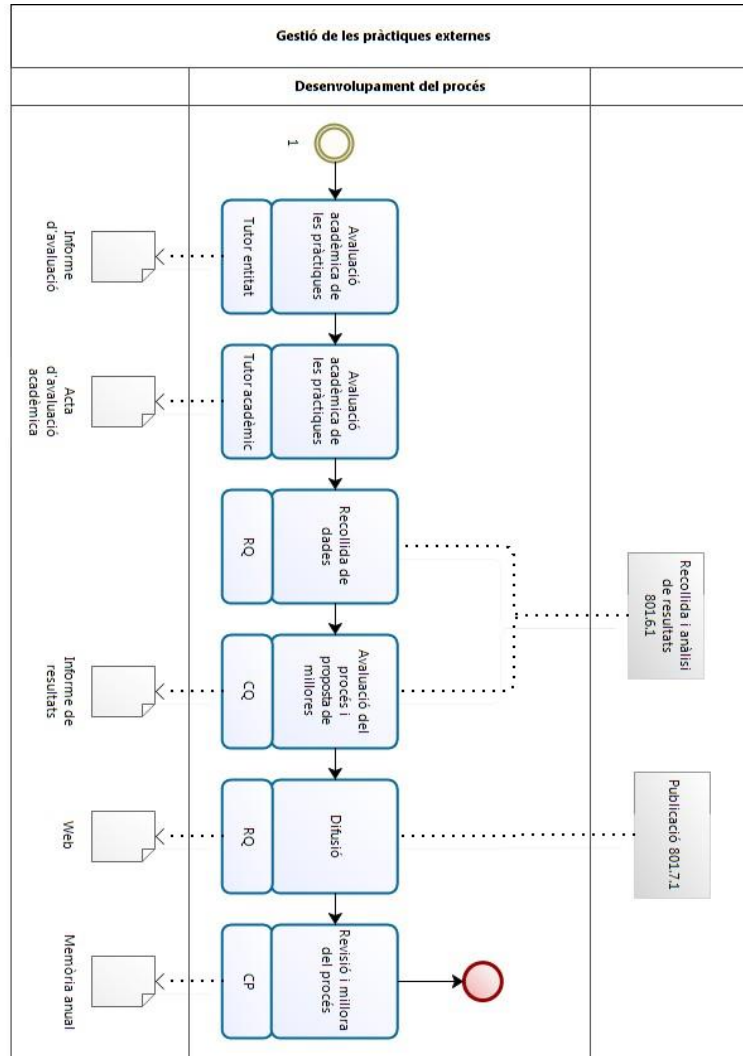 Gestió de les pràctiques externes
Desenvolupament del procés
1
Avaluació
acadèmica de
les pràctiques
Tutor entitat
Informe
d'avaluació
Avaluació
acadèmica de
les pràctiques
Tutor acadèmic
Acta
d'avaluació
acadèmica
Recollida de
dades
RQ
Recollida i anàlisi
de resultats
801.6.1
Avaluació del
procés i
proposta de
millores
CQ
Informe de
resultats
Difusió
RQ
Web
Publicació 801.7.1
Revisió i millora
del procés
CP
Memòria anual